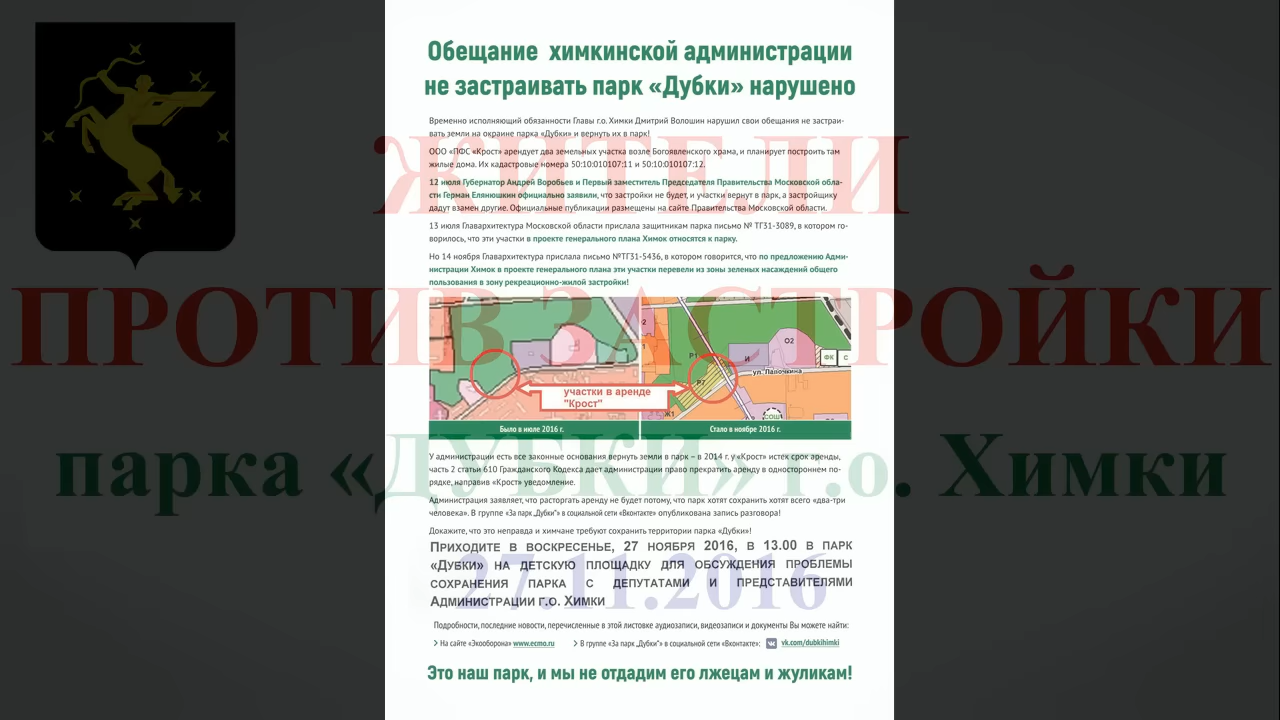 Обещание химкинской администрации
не застраивать парк «Дубки» нарушено
Временно исполняющий обязанности Главы г.о. Химки Дмитрий Волошин нарушил свои обещания не застраи-
вать земли на окраине парка «Дубки» и вернуть их в парк!
ООО «ПФС «Крост» арендует два земельных участка возле Богоявленского храма, и планирует построить там
жилые дома. Их кадастровые номера 50:10:010107:11 и 50:10:010107:12.
12 июля Губернатор Андрей Воробьев и Первый заместитель Председателя Правительства Московской обла-
сти Герман Елянюшкин официально заявили, что застройки не будет, и участки вернут в парк, а застройщику
дадут взамен другие. Официальные публикации размещены на сайте Правительства Московской области.
13 июля Главархитектура Московской области прислала защитникам парка письмо № ТГ31-3089, в котором го-
ворилось, что эти участки в проекте генерального плана Химок относятся к парку.
Но 14 ноября Главархитектура прислала письмо №ТГ31-5436, в котором говорится, что по предложению Адми-
нистрации Химок в проекте генерального плана эти участки перевели из зоны зеленых насаждений общего
пользования в зону рекреационно-жилой застройки!
ЖИТЕЛИ
ПРОТИВ ЗАСТРОЙКИ
парка «ДУБКИ» г.о. Химки
27.11.2016
О2
Р1
И
ФК
С
ул. Папочкина
Р7
Ж1
СОШ
участки в аренде
"Крост"
Было в июле 2016 г.
Стало в ноябре 2016 г.
У администрации есть все законные основания вернуть земли в парк – в 2014 г. у «Крост» истек срок аренды,
часть 2 статьи 610 Гражданского Кодекса дает администрации право прекратить аренду в одностороннем по-
рядке, направив «Крост» уведомление.
Администрация заявляет, что расторгать аренду не будет потому, что парк хотят сохранить хотят всего «два-три
человека». В группе «За парк „Дубки"» в социальной сети «Вконтакте» опубликована запись разговора!
Докажите, что это неправда и химчане требуют сохранить территории парка «Дубки»!
Приходите в воскресенье, 27 ноября 2016, в 13.00 в парк
«Дубки» на детскую площадку для обсуждения проблемы
сохранения парка с депутатами и представителями
Администрации г.о. Химки
Подробности, последние новости, перечисленные в этой листовке аудиозаписи, видеозаписи и документы Вы можете найти:
На сайте «Экооборона» www.ecmo.ru
В группе «За парк „Дубки"» в социальной сети «Вконтакте»: vk.com/dubkihimki
Это наш парк, и мы не отдадим его лжецам и жуликам!